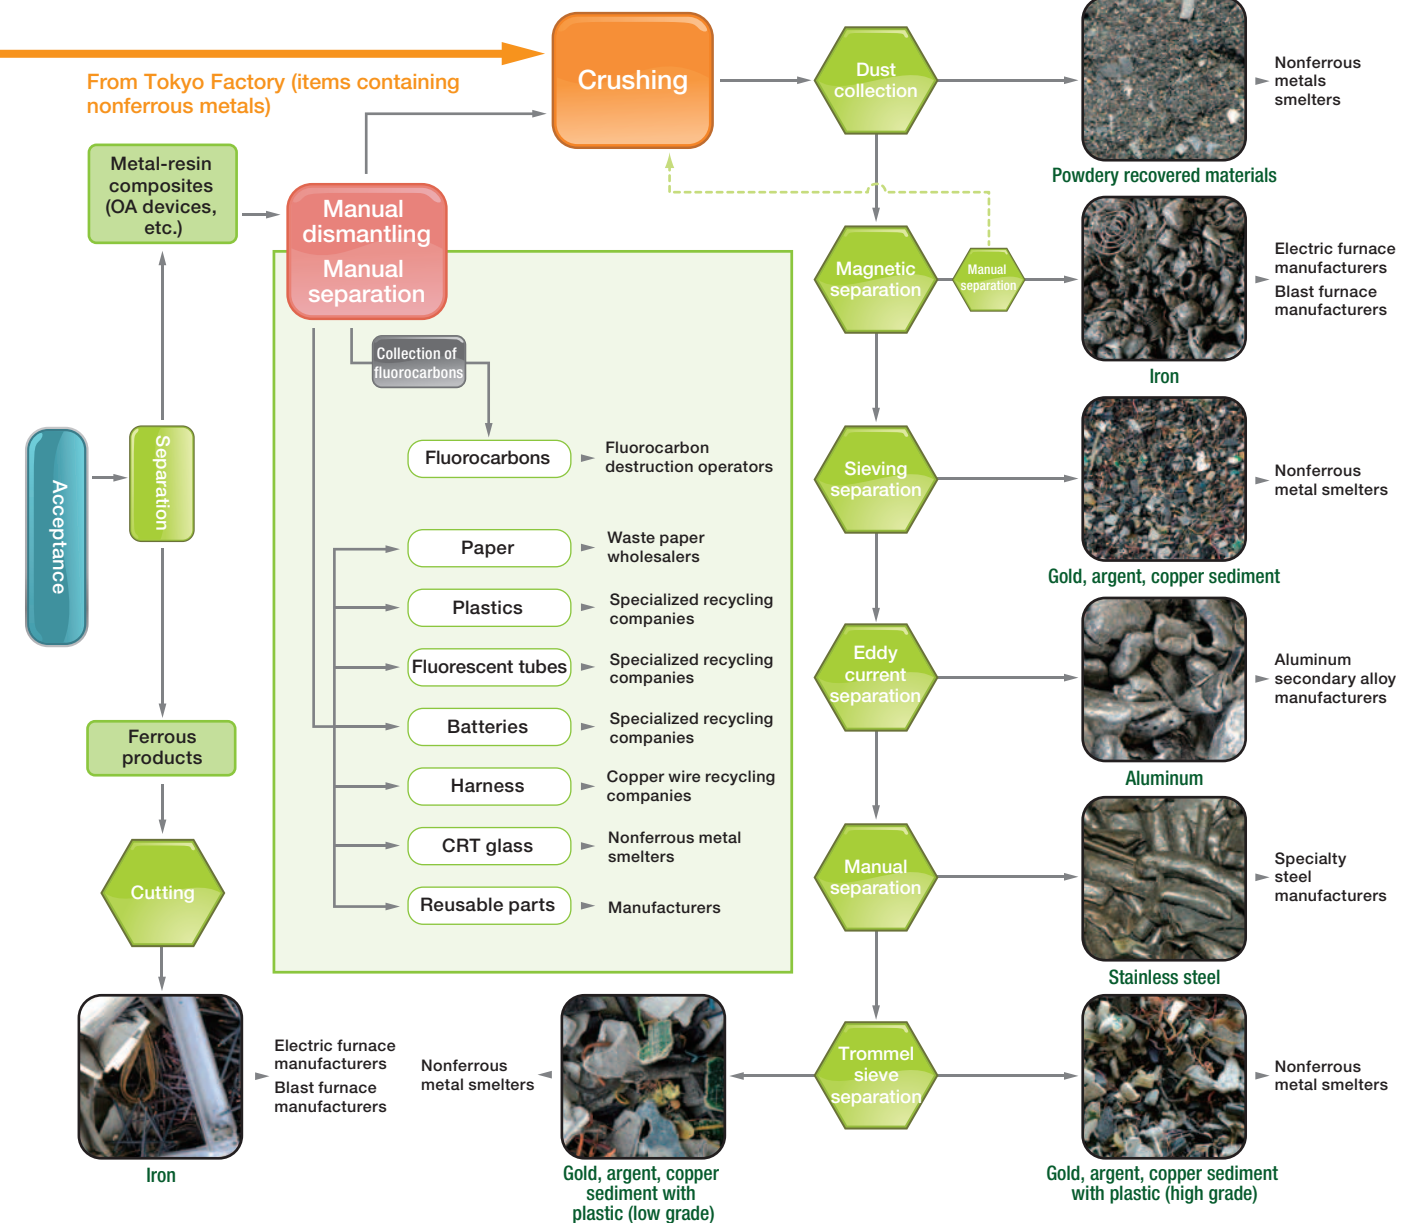 From Tokyo Factory (items containing
nonferrous metals)
Crushing
Dust
collection
Powdery recovered materials
Nonferrous
metals
smelters
Metal-resin
composites
(OA devices,
etc.)
Manual
dismantling
Manual
separation
Magnetic
separation
Manual
separation
Iron
Electric furnace
manufacturers
Blast furnace
manufacturers
Collection of
fluorocarbons
Acceptance
Separation
Fluorocarbons
Fluorocarbon
destruction operators
Paper
Waste paper
wholesalers
Plastics
Specialized recycling
companies
Fluorescent tubes
Specialized recycling
companies
Batteries
Specialized recycling
companies
Harness
Copper wire recycling
companies
CRT glass
Nonferrous metal
smelters
Reusable parts
Manufacturers
Sieving
separation
Gold, argent, copper sediment
Nonferrous
metal smelters
Eddy
current
separation
Aluminum
Aluminum
secondary alloy
manufacturers
Manual
separation
Stainless steel
Specialty
steel
manufacturers
Ferrous
products
Cutting
Iron
Electric furnace
manufacturers
Blast furnace
manufacturers
Trommel
sieve
separation
Nonferrous
metal smelters
Gold, argent, copper
sediment with
plastic (low grade)
Gold, argent, copper sediment
with plastic (high grade)
Nonferrous
metal smelters